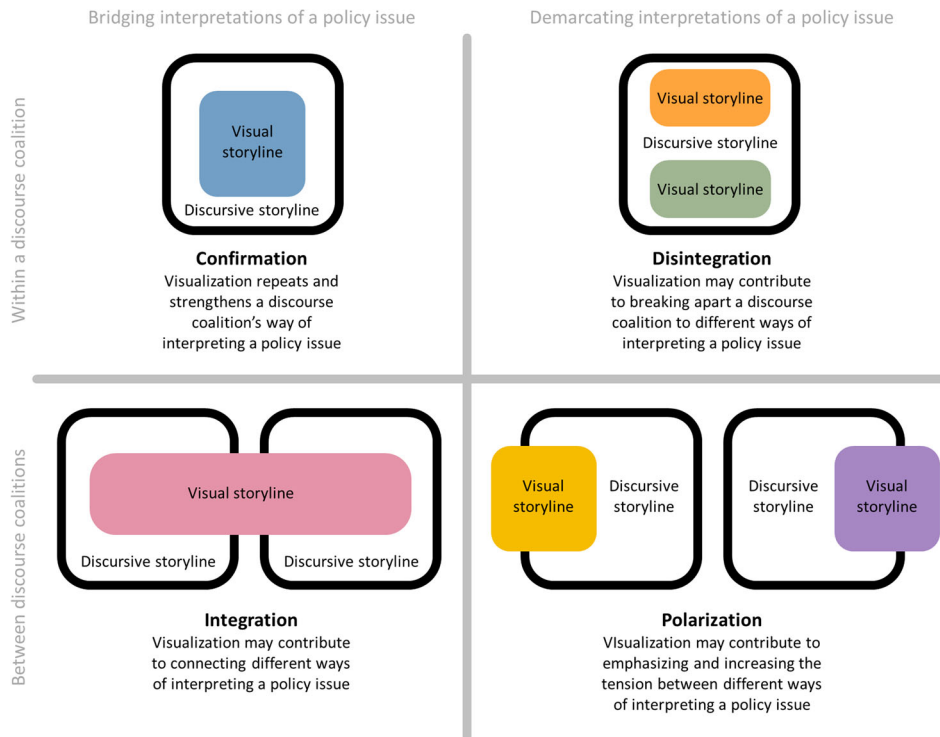 Bridging interpretations of a policy issue
Demarcating interpretations of a policy issue
Within a discourse coalition
Visual
storyline
Discursive storyline
Confirmation
Visualization repeats and
strengthens a discourse
coalition's way of
interpreting a policy issue
Visual storyline
Discursive storyline
Visual storyline
Disintegration
Visualization may contribute
to breaking apart a discourse
coalition to different ways of
interpreting a policy issue
Between discourse coalitions
Visual storyline
Discursive storyline
Discursive storyline
Integration
Visualization may contribute
to connecting different ways
of interpreting a policy issue
Visual
storyline
Discursive
storyline
Discursive
storyline
Visual
storyline
Polarization
VIsualization may contribute to
emphasizing and increasing the
tension between different ways
of interpreting a policy issue